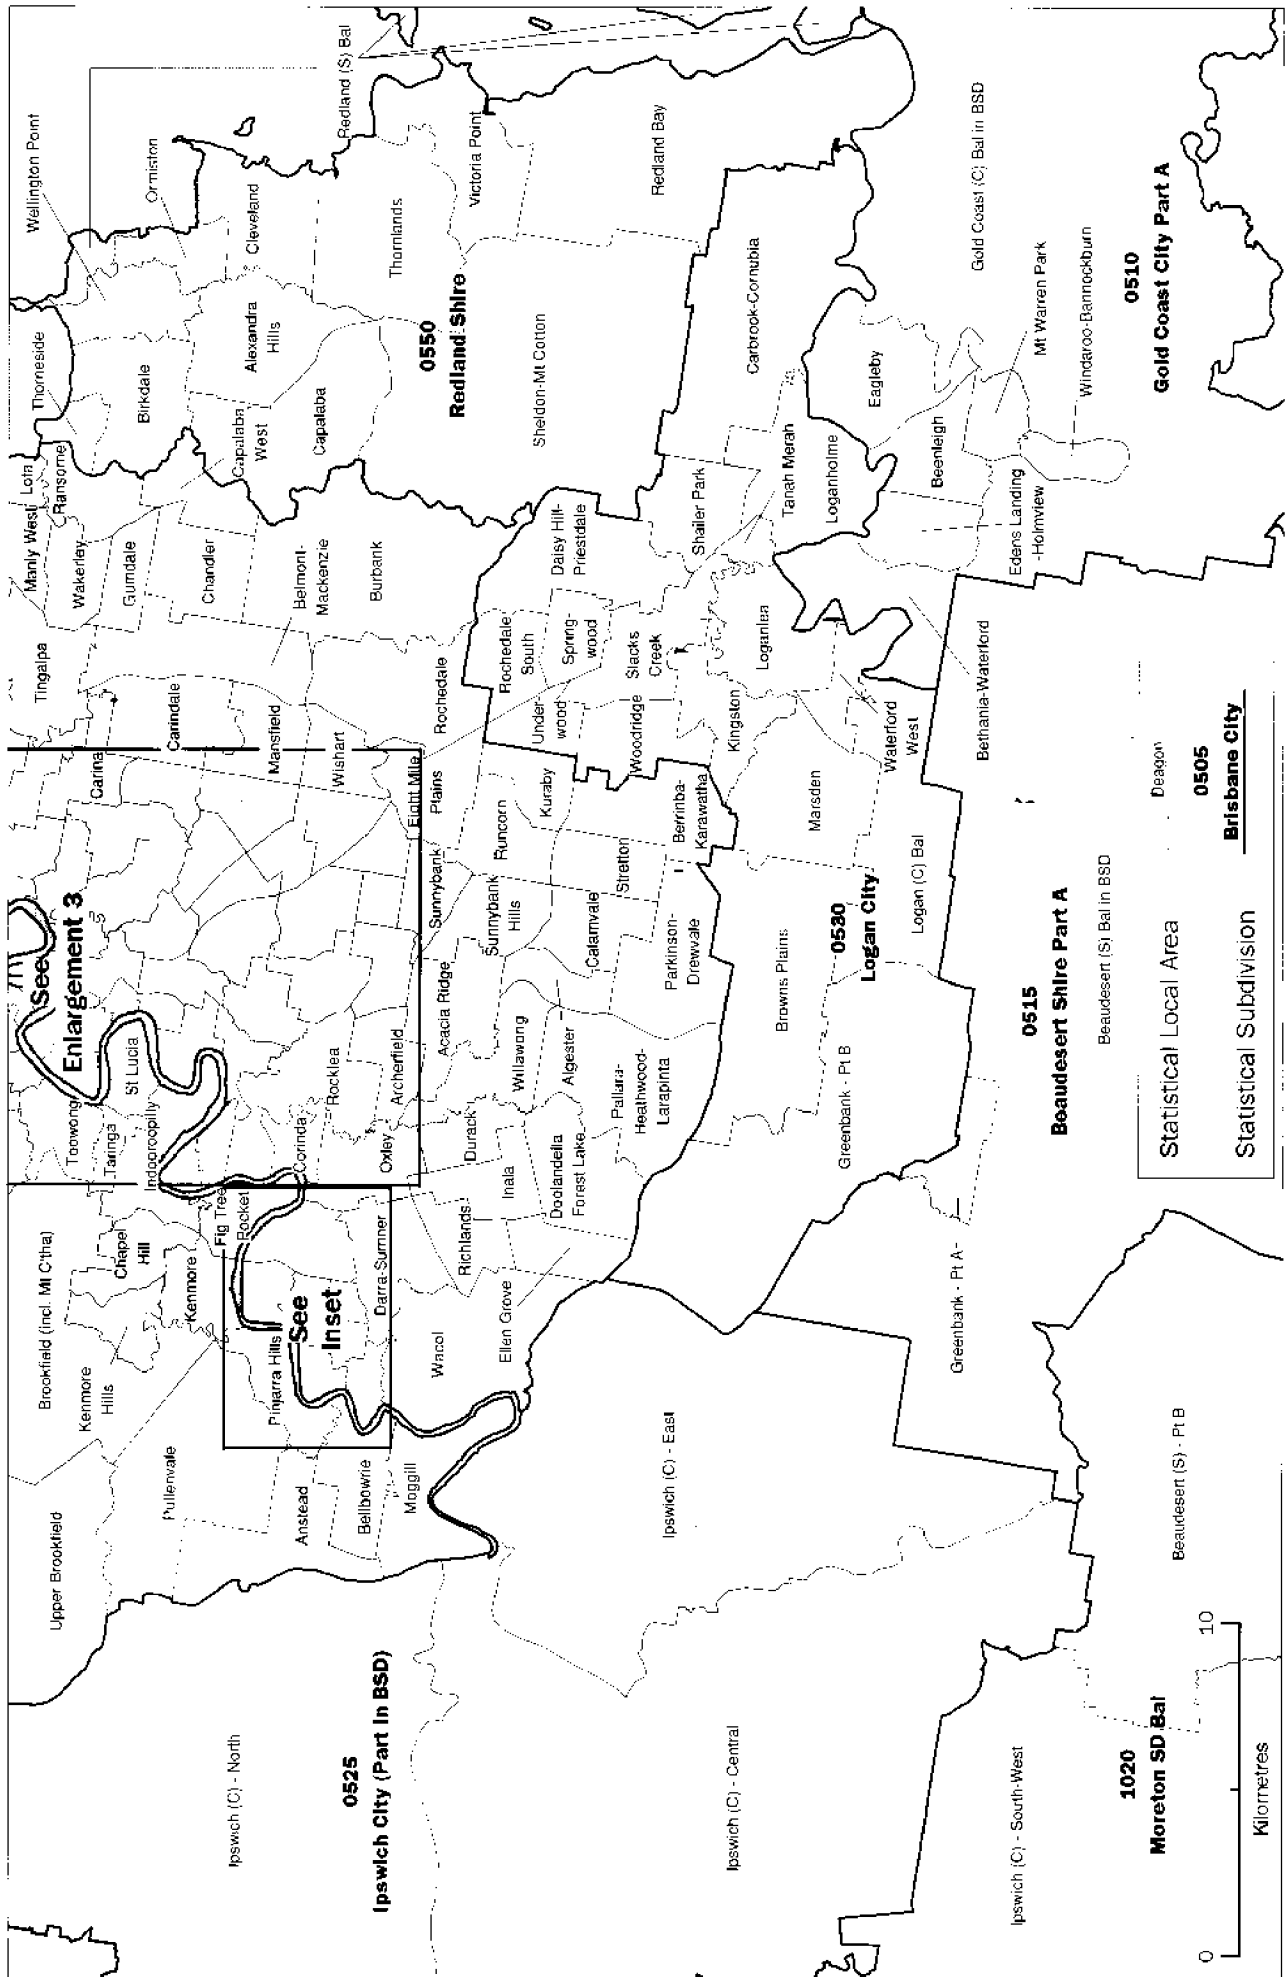 Wellington Point
Ormiston
Redland (S) Bal
Thorneside
Birkdale
Cleveland
Alexandra
Hills
Capalaba
West
Capalaba
Thornlands
Victoria Point
Redland Bay
0550
Redland Shire
Sheldon-Mt Cotton
Carbrook-Cornubia
Gold Coast (C) Bal in BSD
Mt Warren Park
Windaroo-Bannockburn
0510
Gold Coast City Part A
Eagleby
Beenleigh
Edens Landing
-Holmview
Manly West
Lota
Ransome
Wakerley
Gumdale
Chandler
Belmont-
Mackenzie
Burbank
Tingalpa
Carindale
Mansfield
Wishart
Rochedale
Carina
Eight Mile
Plains
Daisy Hill-
Priestdale
Rochedale
South
Spring-
wood
Under-
wood
Slacks
Creek
Woodridge
Shailer Park
Tanah Merah
Loganholme
Loganlea
Kingston
Waterford
West
Bethania-Waterford
Marsden
Berrinba-
Karawatha
Logan (C) Bal
0530
Logan City
Browns Plains
Greenbank - Pt B
Greenbank - Pt A
Kuraby
Runcorn
Stretton
Sunnybank
Sunnybank
Hills
Calamvale
Parkinson-
Drewvale
Acacia Ridge
Willawong
Algester
Pallara-
Heathwood-
Larapinta
See
Enlargement 3
Toowong
St Lucia
Taringa
Indooroopilly
Rocklea
Archerfield
Corinda
Oxley
Durack
Inala
Doolandella
Forest Lake
Richlands
Ellen Grove
Wacol
Darra-Sumner
Fig Tree
Pocket
Chapel
Hill
Kenmore
Kenmore
Hills
Brookfield (incl. Mt C'tha)
Pinjarra Hills
See
Inset
Upper Brookfield
Pullenvale
Anstead
Bellbowrie
Moggill
Ipswich (C) - East
Ipswich (C) - North
0525
Ipswich City (Part In BSD)
Ipswich (C) - Central
Ipswich (C) - South-West
1020
Moreton SD Bal
Beaudesert (S) - Pt B
0515
Beaudesert Shire Part A
Beaudesert (S) Bal in BSD
Statistical Local Area
Deagon
Statistical Subdivision
0505
Brisbane City
0
10
Kilometres